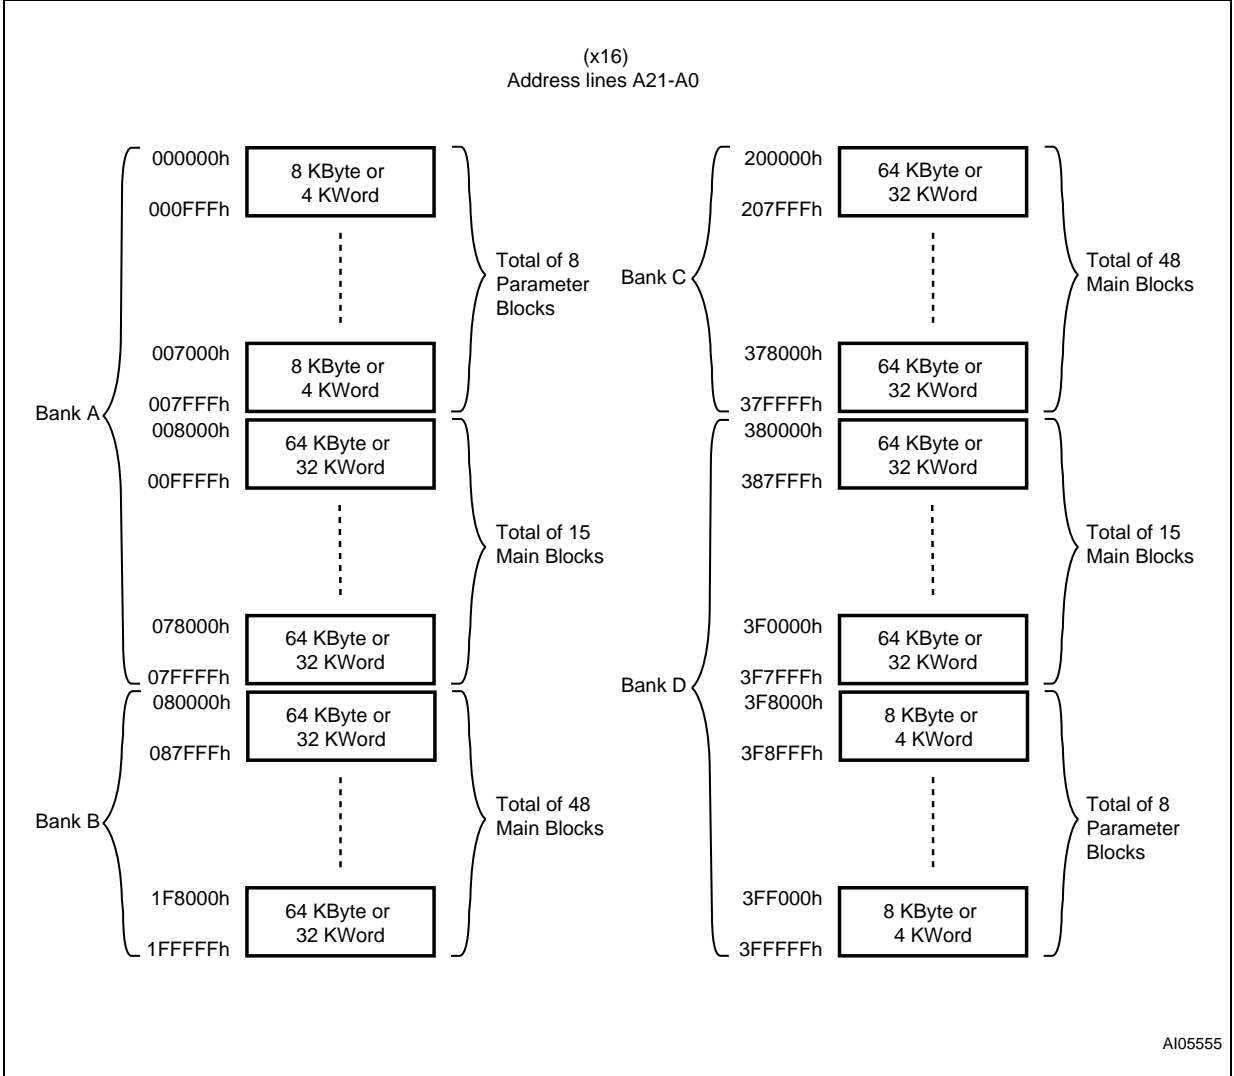 (x16)
Address lines A21-A0
000000h
8 KByte or
4 KWord
000FFFh
Total of 8
Parameter
Blocks
007000h
8 KByte or
4 KWord
007FFFh
Bank A
008000h
64 KByte or
32 KWord
00FFFFh
Total of 15
Main Blocks
078000h
64 KByte or
32 KWord
07FFFFh
080000h
64 KByte or
32 KWord
087FFFh
Bank B
Total of 48
Main Blocks
1F8000h
64 KByte or
32 KWord
1FFFFFh
200000h
64 KByte or
32 KWord
207FFFh
Bank C
Total of 48
Main Blocks
378000h
64 KByte or
32 KWord
37FFFFh
380000h
64 KByte or
32 KWord
387FFFh
Total of 15
Main Blocks
3F0000h
64 KByte or
32 KWord
3F7FFFh
Bank D
3F8000h
8 KByte or
4 KWord
3F8FFFh
Total of 8
Parameter
Blocks
3FF000h
8 KByte or
4 KWord
3FFFFFh
AI05555